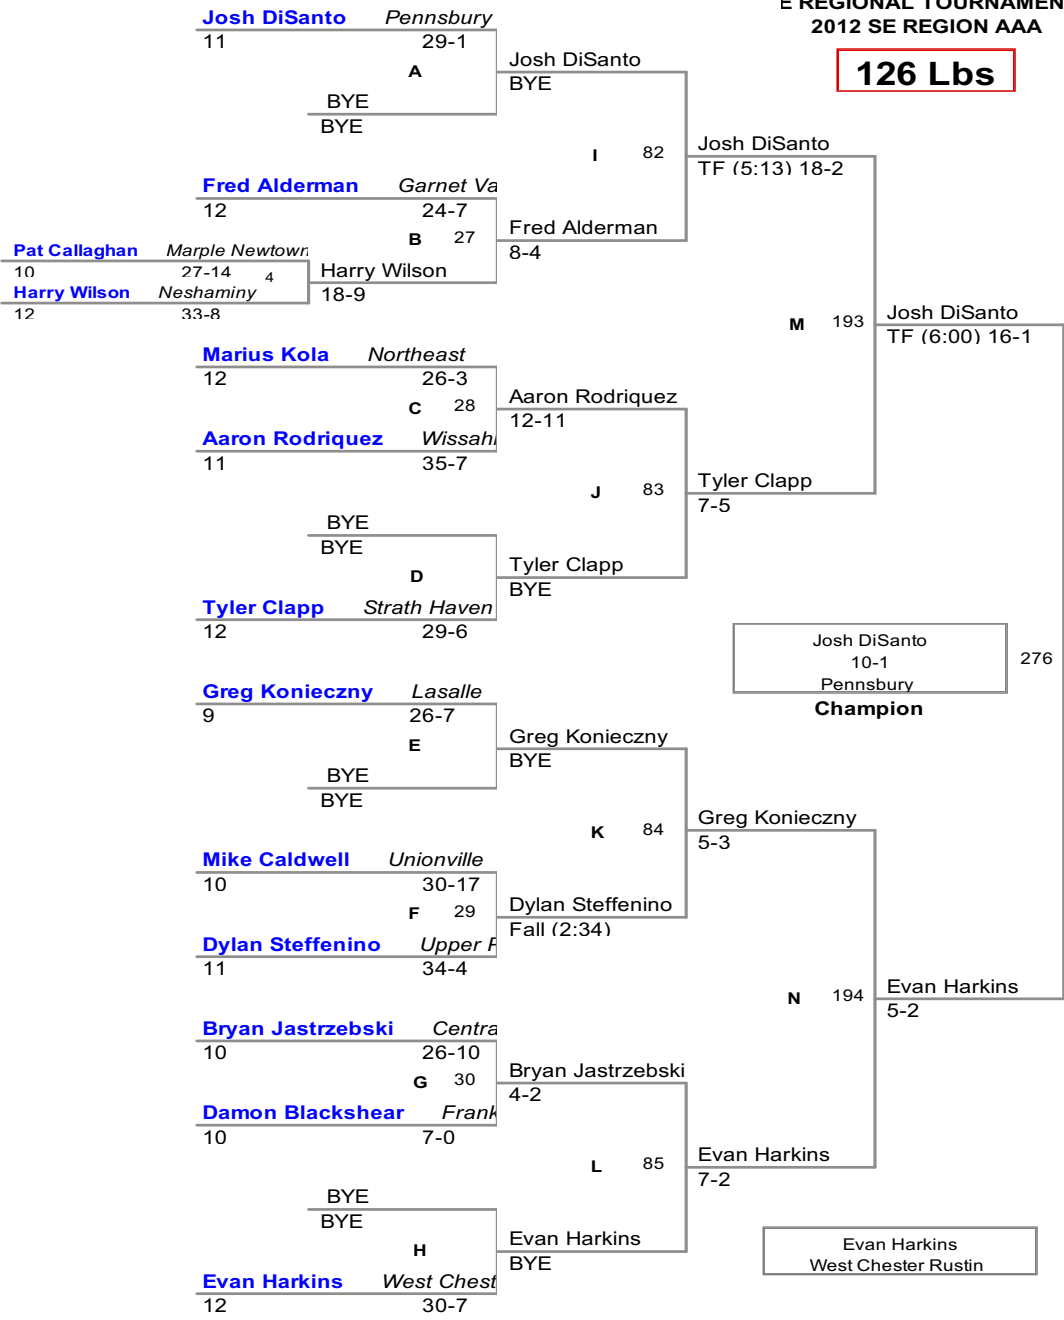 E REGIONAL TOURNAMEN
2012 SE REGION AAA
126 Lbs
Josh DiSanto Pennsbury
11 29-1
A
BYE
BYE
Josh DiSanto
BYE
I 82
Josh DiSanto
TF (5:13) 18-2
Fred Alderman Garnet Va
12 24-7
B 27
Fred Alderman
8-4
Pat Callaghan Marple Newtown
10 27-14 4
Harry Wilson Neshaminy
12 33-8
Harry Wilson
18-9
M 193
Josh DiSanto
TF (6:00) 16-1
Marius Kola Northeast
12 26-3
C 28
Aaron Rodriquez
12-11
Aaron Rodriquez Wissahi
11 35-7
J 83
Tyler Clapp
7-5
BYE
BYE
D
Tyler Clapp
BYE
Tyler Clapp Strath Haven
12 29-6
Josh DiSanto
10-1
Pennsbury
276
Champion
Greg Konieczny Lasalle
9 26-7
E
Greg Konieczny
BYE
BYE
BYE
K 84
Greg Konieczny
5-3
Mike Caldwell Unionville
10 30-17
F 29
Dylan Steffenino
Fall (2:34)
Dylan Steffenino Upper
11 34-4
N 194
Evan Harkins
5-2
Bryan Jastrzebski Centra
10 26-10
G 30
Bryan Jastrzebski
4-2
Damon Blackshear Frank
10 7-0
L 85
Evan Harkins
7-2
BYE
BYE
H
Evan Harkins
BYE
Evan Harkins West Chest
12 30-7
Evan Harkins
West Chester Rustin